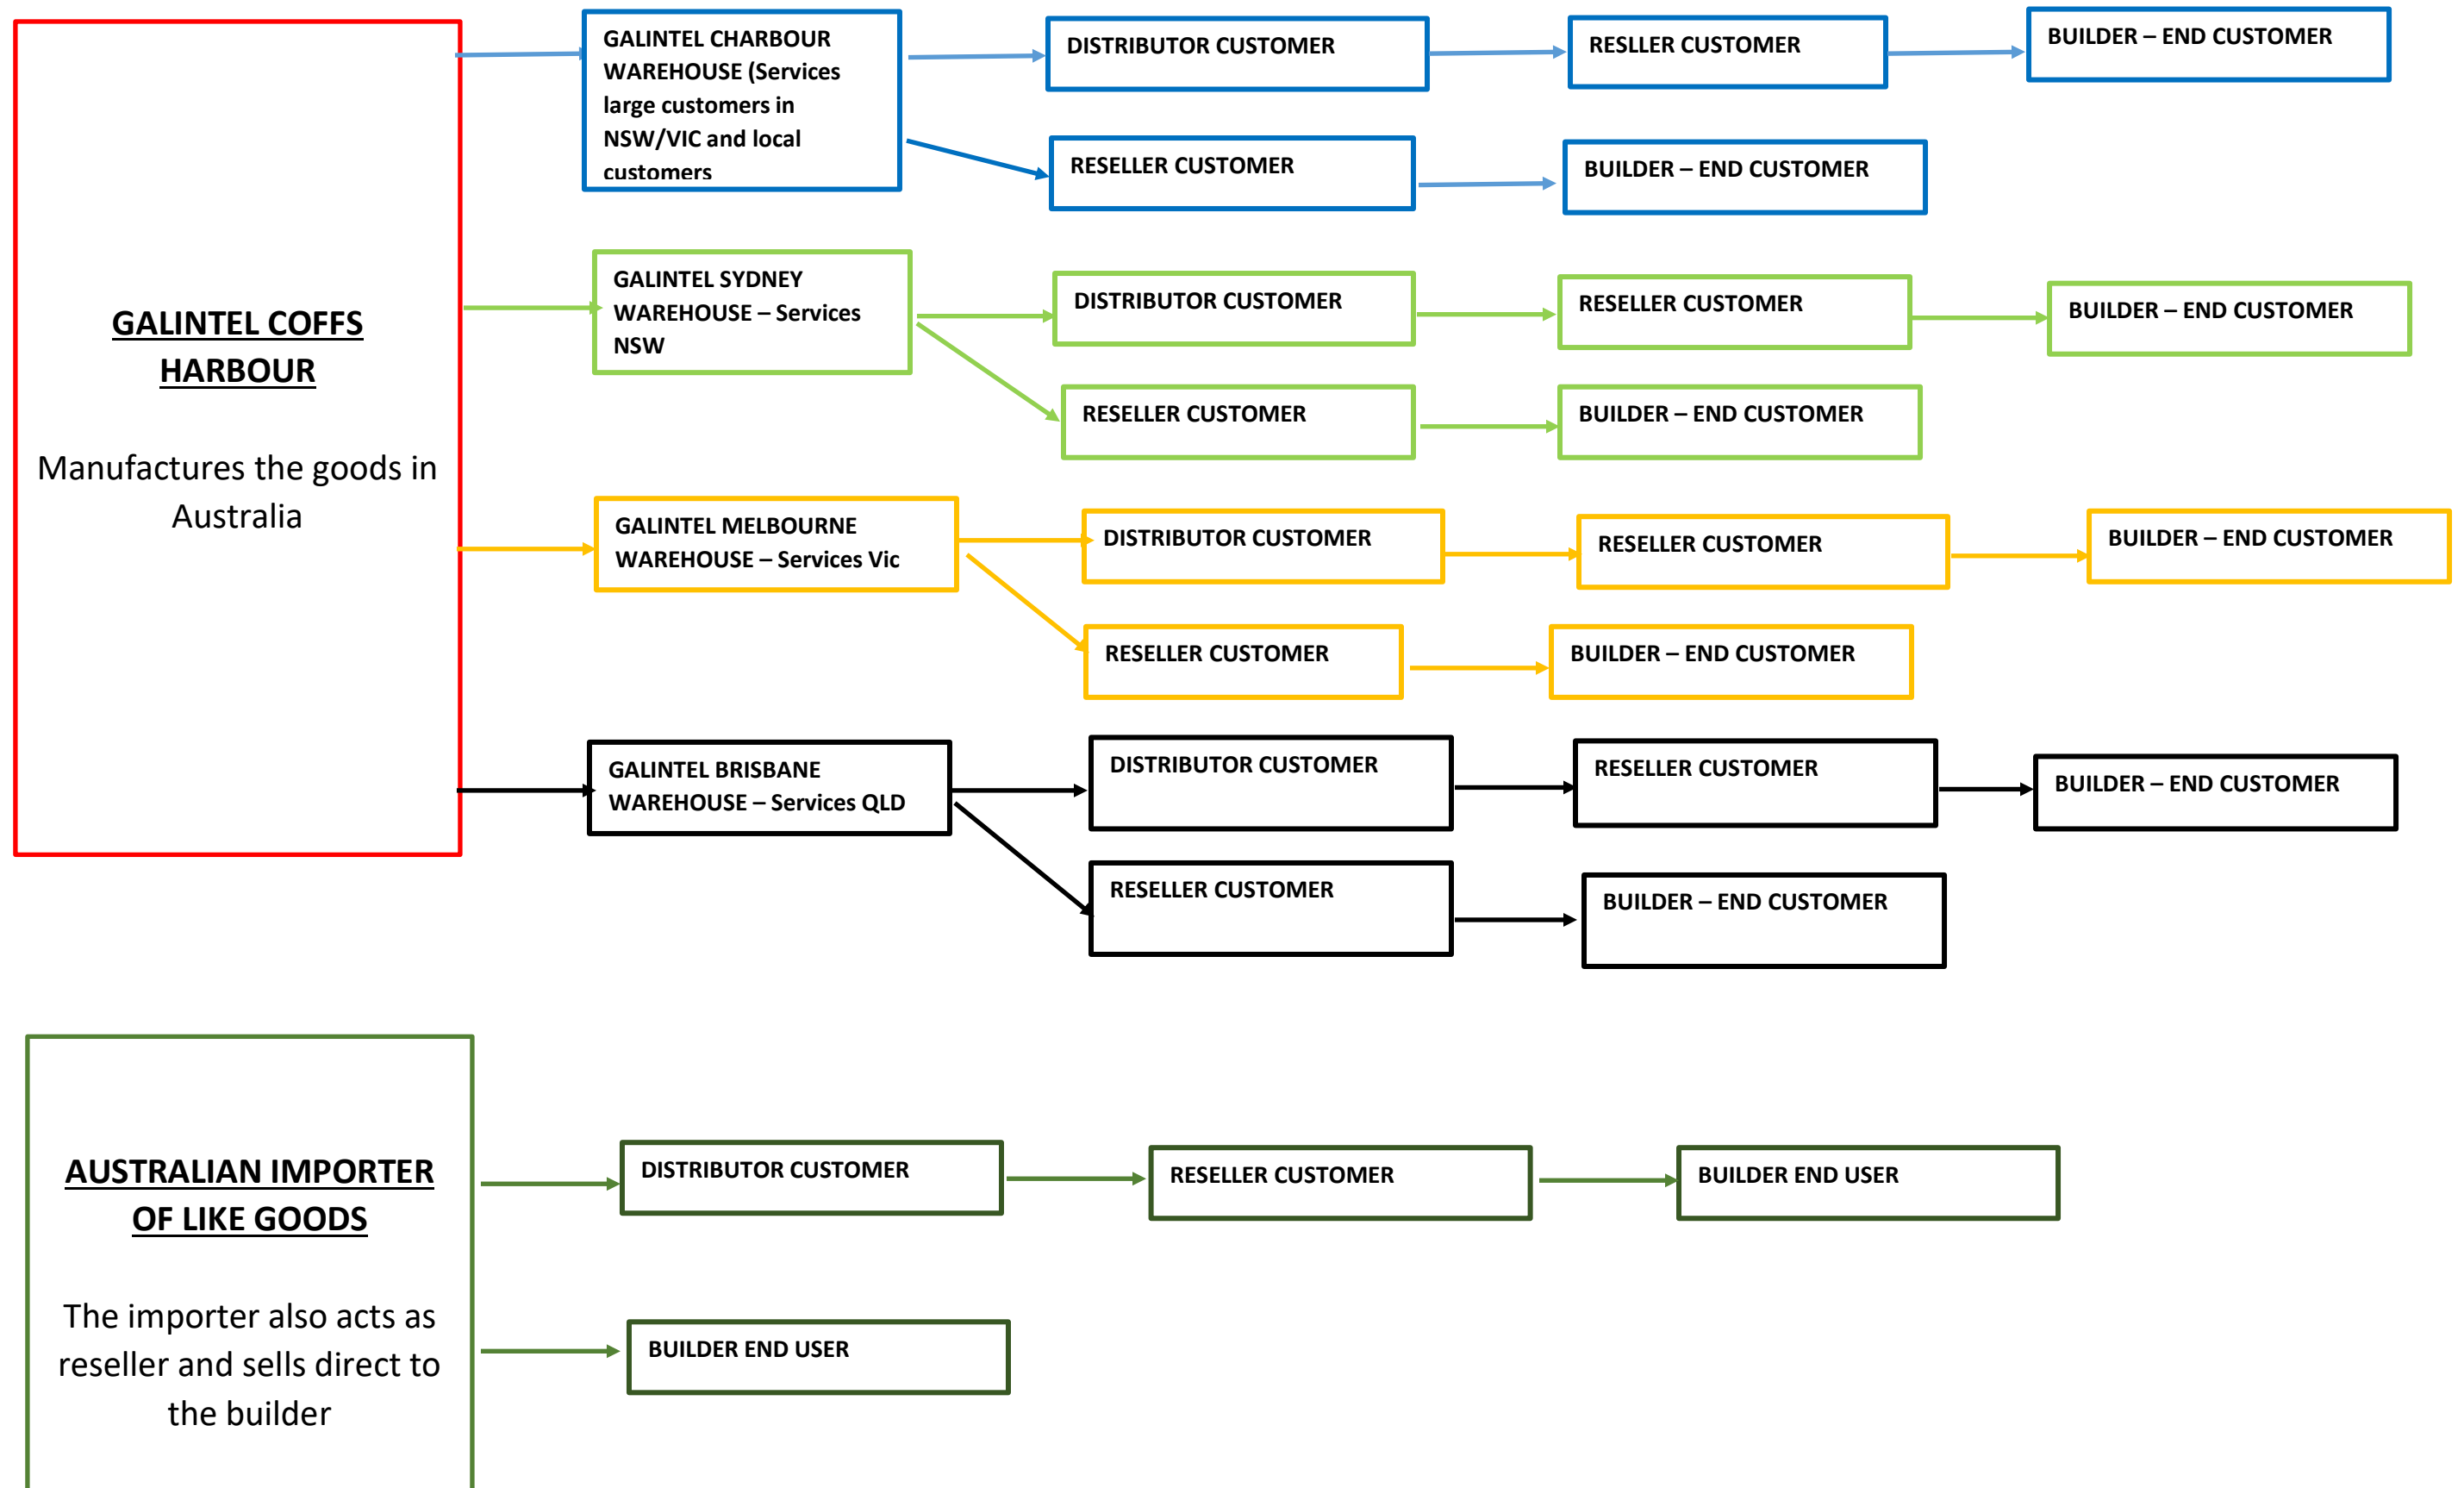 GALINTEL COFFS
HARBOUR
Manufactures the goods in
Australia
GALINTEL CHARBOUR
WAREHOUSE (Services
large customers in
NSW/VIC and local
customers
DISTRIBUTOR CUSTOMER
RESLLER CUSTOMER
BUILDER – END CUSTOMER
RESELLER CUSTOMER
BUILDER – END CUSTOMER
GALINTEL SYDNEY
WAREHOUSE – Services
NSW
DISTRIBUTOR CUSTOMER
RESELLER CUSTOMER
BUILDER – END CUSTOMER
RESELLER CUSTOMER
BUILDER – END CUSTOMER
GALINTEL MELBOURNE
WAREHOUSE – Services Vic
DISTRIBUTOR CUSTOMER
RESELLER CUSTOMER
BUILDER – END CUSTOMER
RESELLER CUSTOMER
BUILDER – END CUSTOMER
GALINTEL BRISBANE
WAREHOUSE – Services QLD
DISTRIBUTOR CUSTOMER
RESELLER CUSTOMER
BUILDER – END CUSTOMER
RESELLER CUSTOMER
BUILDER – END CUSTOMER
AUSTRALIAN IMPORTER
OF LIKE GOODS
The importer also acts as
reseller and sells direct to
the builder
DISTRIBUTOR CUSTOMER
RESELLER CUSTOMER
BUILDER END USER
BUILDER END USER